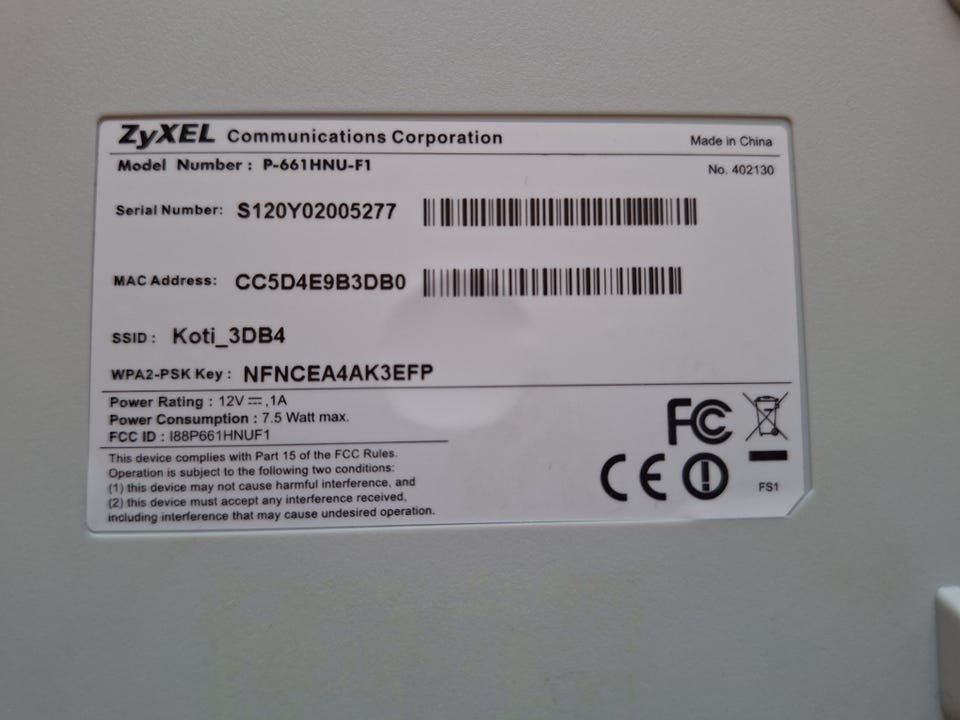 ZyXEL Communications Corporation
Made in China
Model Number : P-661HNU-F1
No. 402130
Serial Number: S120Y02005277
MAC Address: CC5D4E9B3DB0
SSID : Koti_3DB4
WPA2-PSK Key : NFNCEA4AK3EFP
Power Rating : 12V ⎓ ,1A
Power Consumption : 7.5 Watt max.
FCC ID : I88P661HNUF1
This device complies with Part 15 of the FCC Rules.
Operation is subject to the following two conditions:
(1) this device may not cause harmful interference, and
(2) this device must accept any interference received,
including interference that may cause undesired operation.
FC
CE
FS1